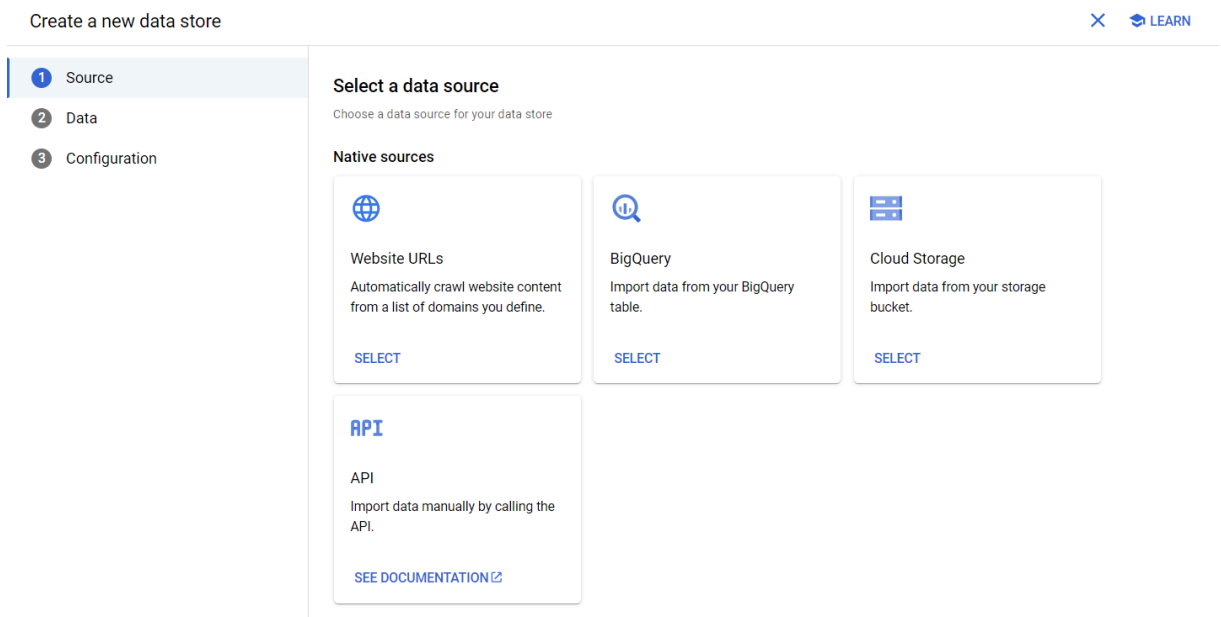 Create a new data store
LEARN
1 Source
2 Data
3 Configuration
Select a data source
Choose a data source for your data store
Native sources
Website URLs
Automatically crawl website content
from a list of domains you define.
SELECT
BigQuery
Import data from your BigQuery
table.
SELECT
Cloud Storage
Import data from your storage
bucket.
SELECT
API
API
Import data manually by calling the
API.
SEE DOCUMENTATION